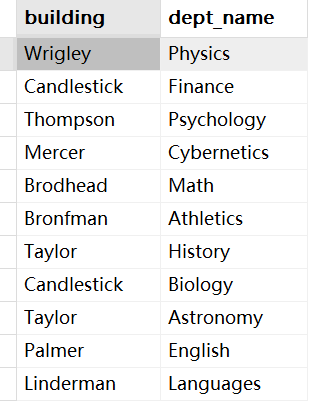 building dept_name
Wrigley Physics
Candlestick Finance
Thompson Psychology
Mercer Cybernetics
Brodhead Math
Bronfman Athletics
Taylor History
Candlestick Biology
Taylor Astronomy
Palmer English
Linderman Languages